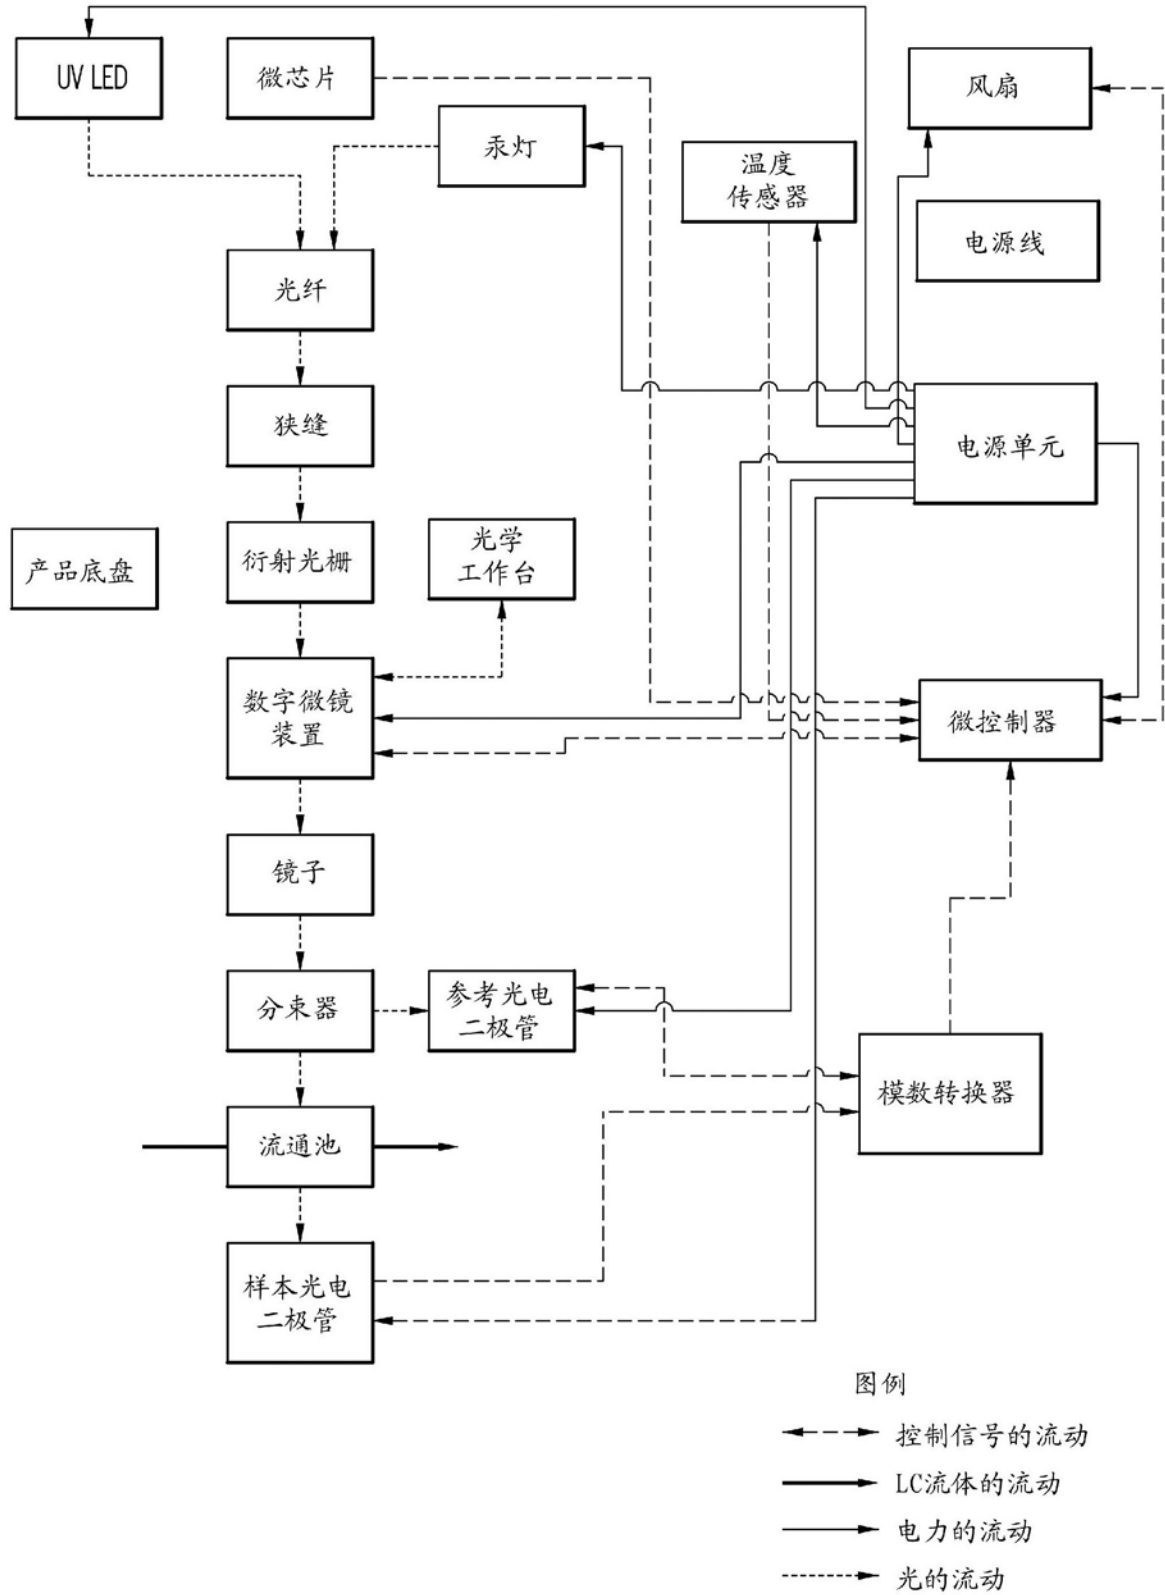 UV LED
微芯片
风扇
汞灯
温度
传感器
电源线
光纤
狭缝
电源单元
产品底盘
衍射光栅
光学
工作台
数字微镜
装置
微控制器
镜子
分束器
参考光电
二极管
模数转换器
流通池
样本光电
二极管
图例
控制信号的流动
LC流体的流动
电力的流动
光的流动